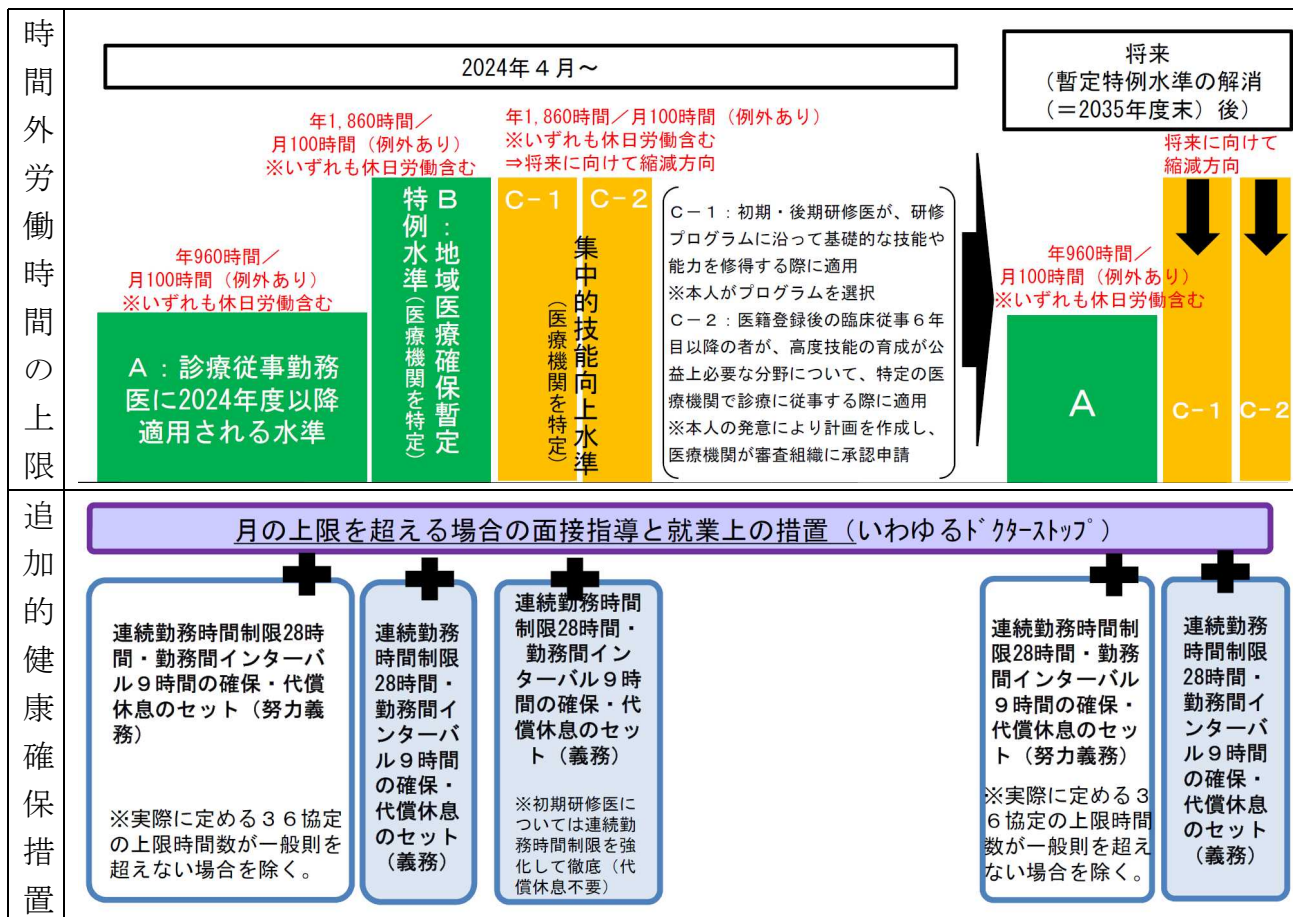 時間外労働時間の上限
2024年４月～
将来
（暫定特例水準の解消
（＝2035年度末）後）
年960時間／
月100時間（例外あり）
※いずれも休日労働含む
Ａ：診療従事勤務
医に2024年度以降
適用される水準
年1,860時間／
月100時間（例外あり）
※いずれも休日労働含む
Ｂ：地域医療確保暫定
特例水準（医療機関を特定）
年1,860時間／月100時間（例外あり）
※いずれも休日労働含む
⇒将来に向けて縮減方向
Ｃ－１
Ｃ－２
集中的技能向上水準
（医療機関を特定）
Ｃ－１：初期・後期研修医が、研修
プログラムに沿って基礎的な技能や
能力を修得する際に適用
※本人がプログラムを選択
Ｃ－２：医籍登録後の臨床従事６年
目以降の者が、高度技能の育成が公
益上必要な分野について、特定の医
療機関で診療に従事する際に適用
※本人の発意により計画を作成し、
医療機関が審査組織に承認申請
年960時間／
月100時間（例外あり）
※いずれも休日労働含む
Ａ
将来に向けて
縮減方向
Ｃ－１
Ｃ－２
追加的健康確保措置
月の上限を超える場合の面接指導と就業上の措置（いわゆるﾄﾞｸﾀｰｽﾄｯﾌﾟ）
連続勤務時間制限28時
間・勤務間インターバ
ル９時間の確保・代償
休息のセット（努力義
務）
※実際に定める３６協定
の上限時間数が一般則を
超えない場合を除く。
連続勤務
時間制限
28時間・
勤務間イ
ンターバ
ル９時間
の確保・
代償休息
のセット
（義務）
連続勤務時間
制限28時間・
勤務間イン
ターバル９時
間の確保・代
償休息のセッ
ト（義務）
※初期研修医に
ついては連続勤
務時間制限を強
化して徹底（代
償休息不要）
連続勤務時間制
限28時間・勤務
間インターバル
９時間の確保・
代償休息のセッ
ト（努力義務）
※実際に定める３
６協定の上限時間
数が一般則を超え
ない場合を除く。
連続勤務
時間制限
28時間・
勤務間イ
ンターバ
ル９時間
の確保・
代償休息
のセット
（義務）